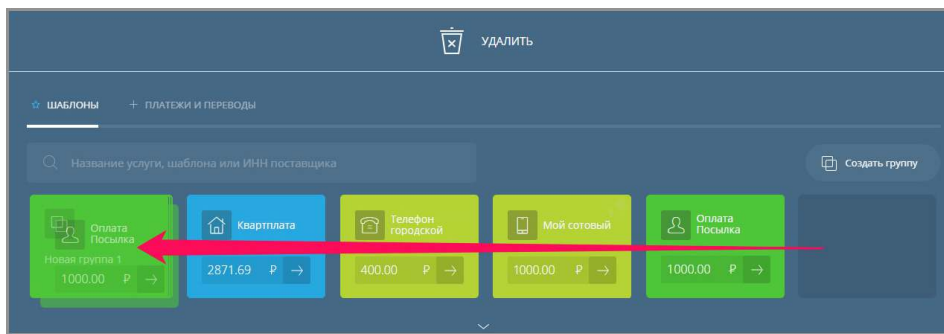 УДАЛИТЬ
ШАБЛОНЫ
+ ПЛАТЕЖИ И ПЕРЕВОДЫ
Название услуги, шаблона или ИНН поставщика
Создать группу
Оплата
Посылка
Новая группа 1
1000.00 ₽ →
Квартплата
2871.69 ₽ →
Телефон
городской
400.00 ₽ →
Мой сотовый
1000.00 ₽ →
Оплата
Посылка
1000.00 ₽ →